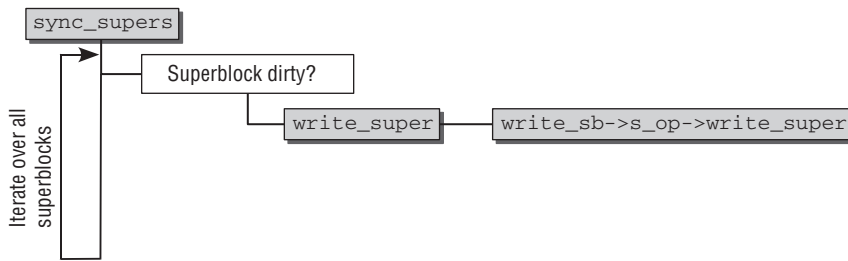 sync_supers
Superblock dirty?
write_super
write_sb->s_op->write_super
Iterate over all
superblocks